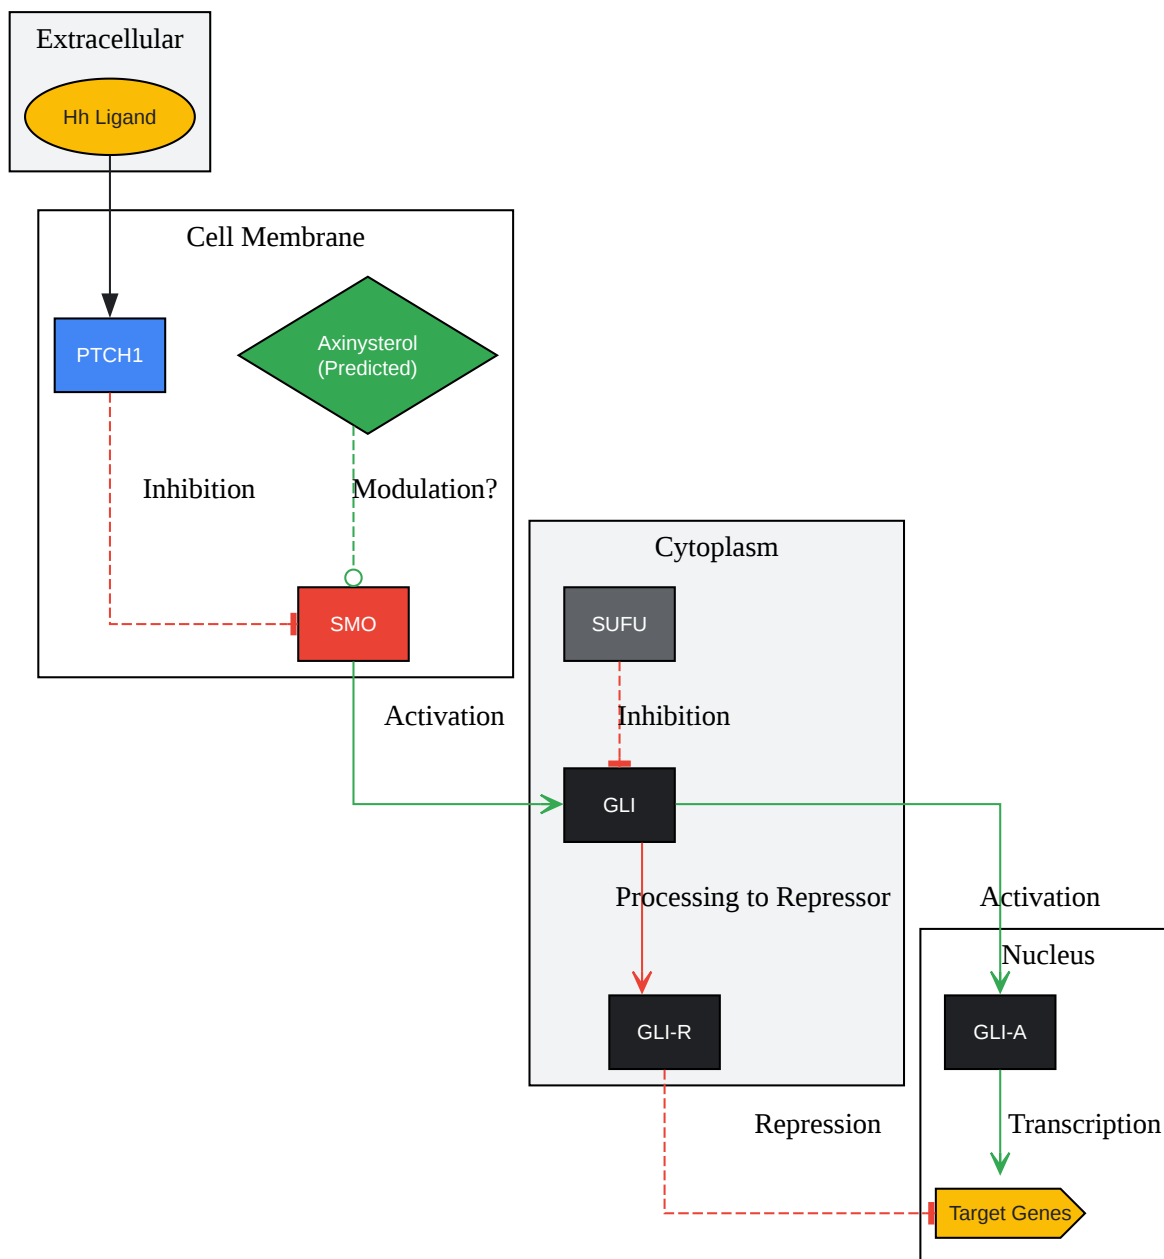 Extracellular
Hh Ligand
Cell Membrane
PTCH1
Axinysterol
(Predicted)
Inhibition
Modulation?
SMO
Cytoplasm
SUFU
Activation
Inhibition
GLI
Processing to Repressor
Activation
Nucleus
GLI-R
GLI-A
Repression
Transcription
Target Genes